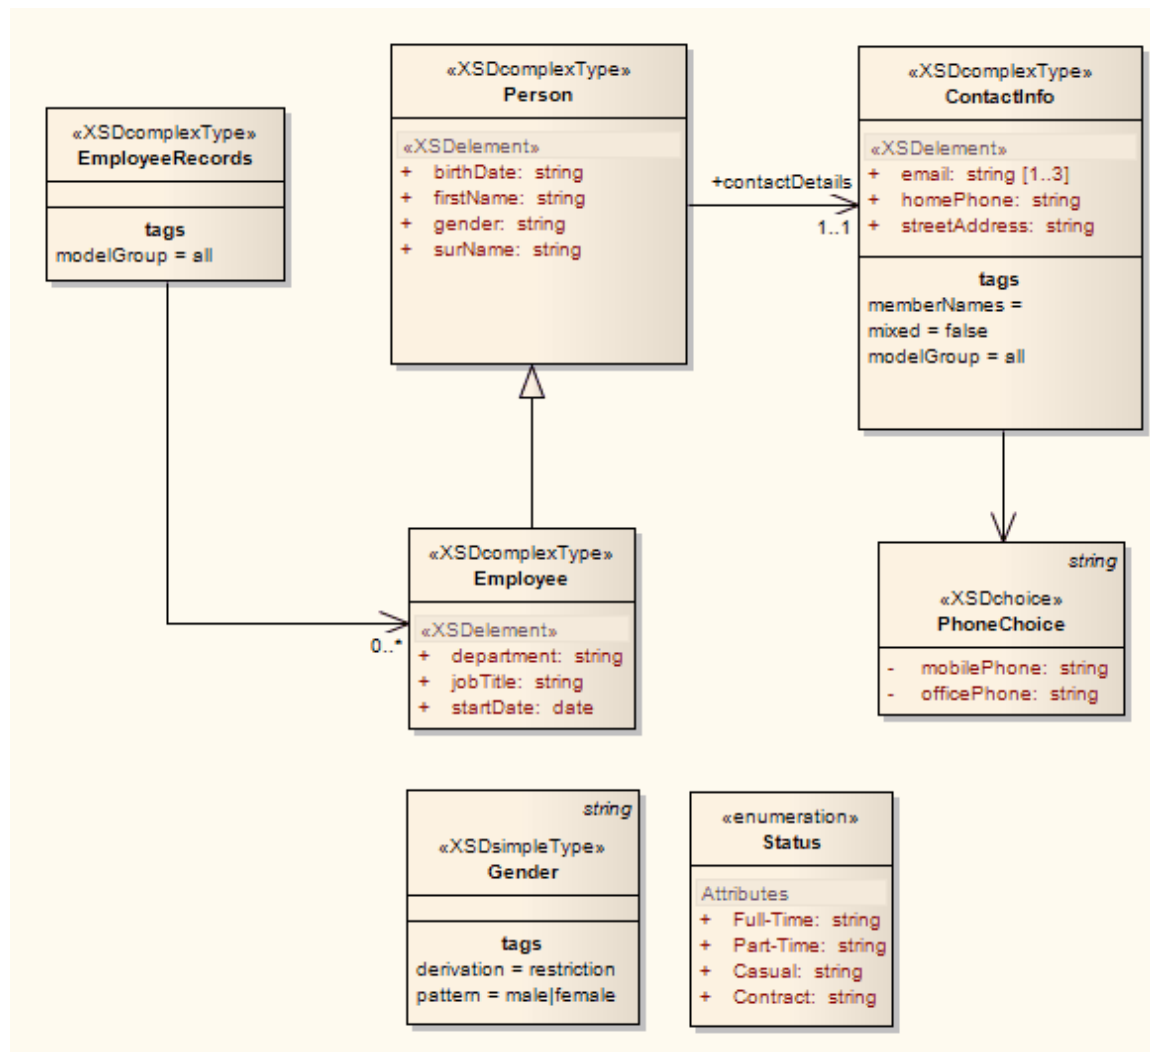 «XSDcomplexType»
EmployeeRecords
tags
modelGroup = all
«XSDcomplexType»
Person
«XSDelement»
+ birthDate: string
+ firstName: string
+ gender: string
+ surName: string
+contactDetails
1..1
«XSDcomplexType»
ContactInfo
«XSDelement»
+ email: string [1..3]
+ homePhone: string
+ streetAddress: string
tags
memberNames =
mixed = false
modelGroup = all
0..*
«XSDcomplexType»
Employee
«XSDelement»
+ department: string
+ jobTitle: string
+ startDate: date
string
«XSDchoice»
PhoneChoice
- mobilePhone: string
- officePhone: string
string
«XSDsimpleType»
Gender
tags
derivation = restriction
pattern = male|female
«enumeration»
Status
Attributes
+ Full-Time: string
+ Part-Time: string
+ Casual: string
+ Contract: string